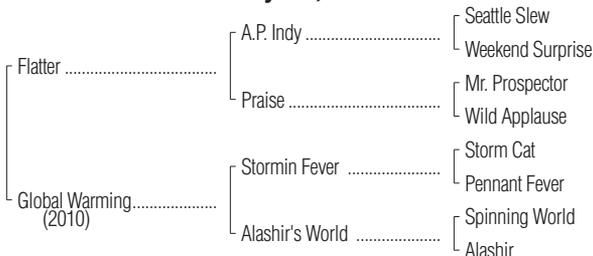 Seattle Slew
A.P. Indy
Weekend Surprise
Flatter
Mr. Prospector
Praise
Wild Applause
Storm Cat
Stormin Fever
Pennant Fever
Global Warming
(2010)
Spinning World
Alashir's World
Alashir